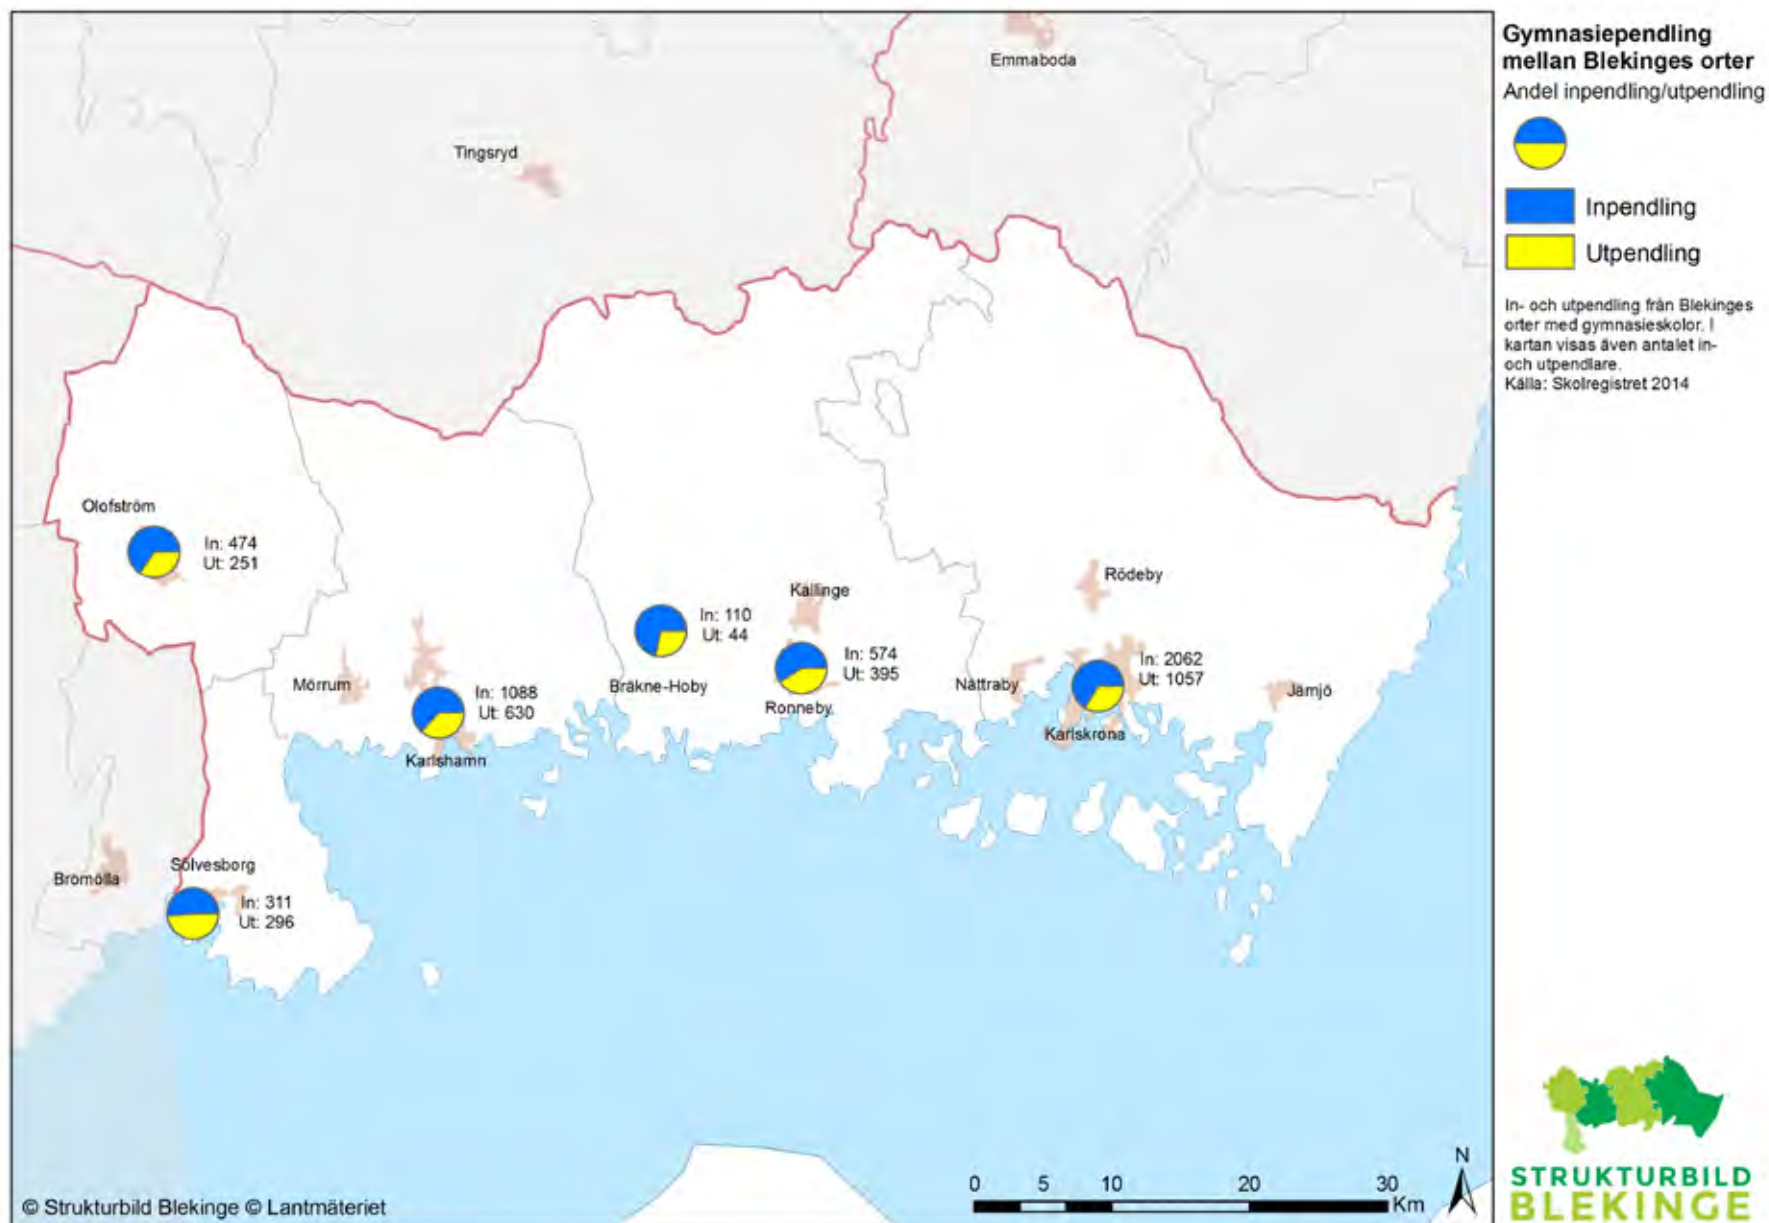 Gymnasiependling
mellan Blekinges orter
Andel inpendling/utpendling
Inpendling
Utpendling
In- och utpendling från Blekinges
orter med gymnasieskolor. I
kartan visas även antalet in-
och utpendlare.
Källa: Skolregistret 2014
Emmaboda
Tingsryd
Olofström
In: 474
Ut: 251
Rödeby
Kallinge
In: 110
Ut: 44
In: 574
Ut: 395
In: 2062
Ut: 1057
Mörrum
In: 1088
Ut: 630
Bräkne-Hoby
Ronneby
Nättraby
Jämjö
Karlskrona
Karlshamn
Sölvesborg
Bromölla
In: 311
Ut: 296
N
0 5 10 20 30
Km
© Strukturbild Blekinge © Lantmäteriet
STRUKTURBILD
BLEKINGE